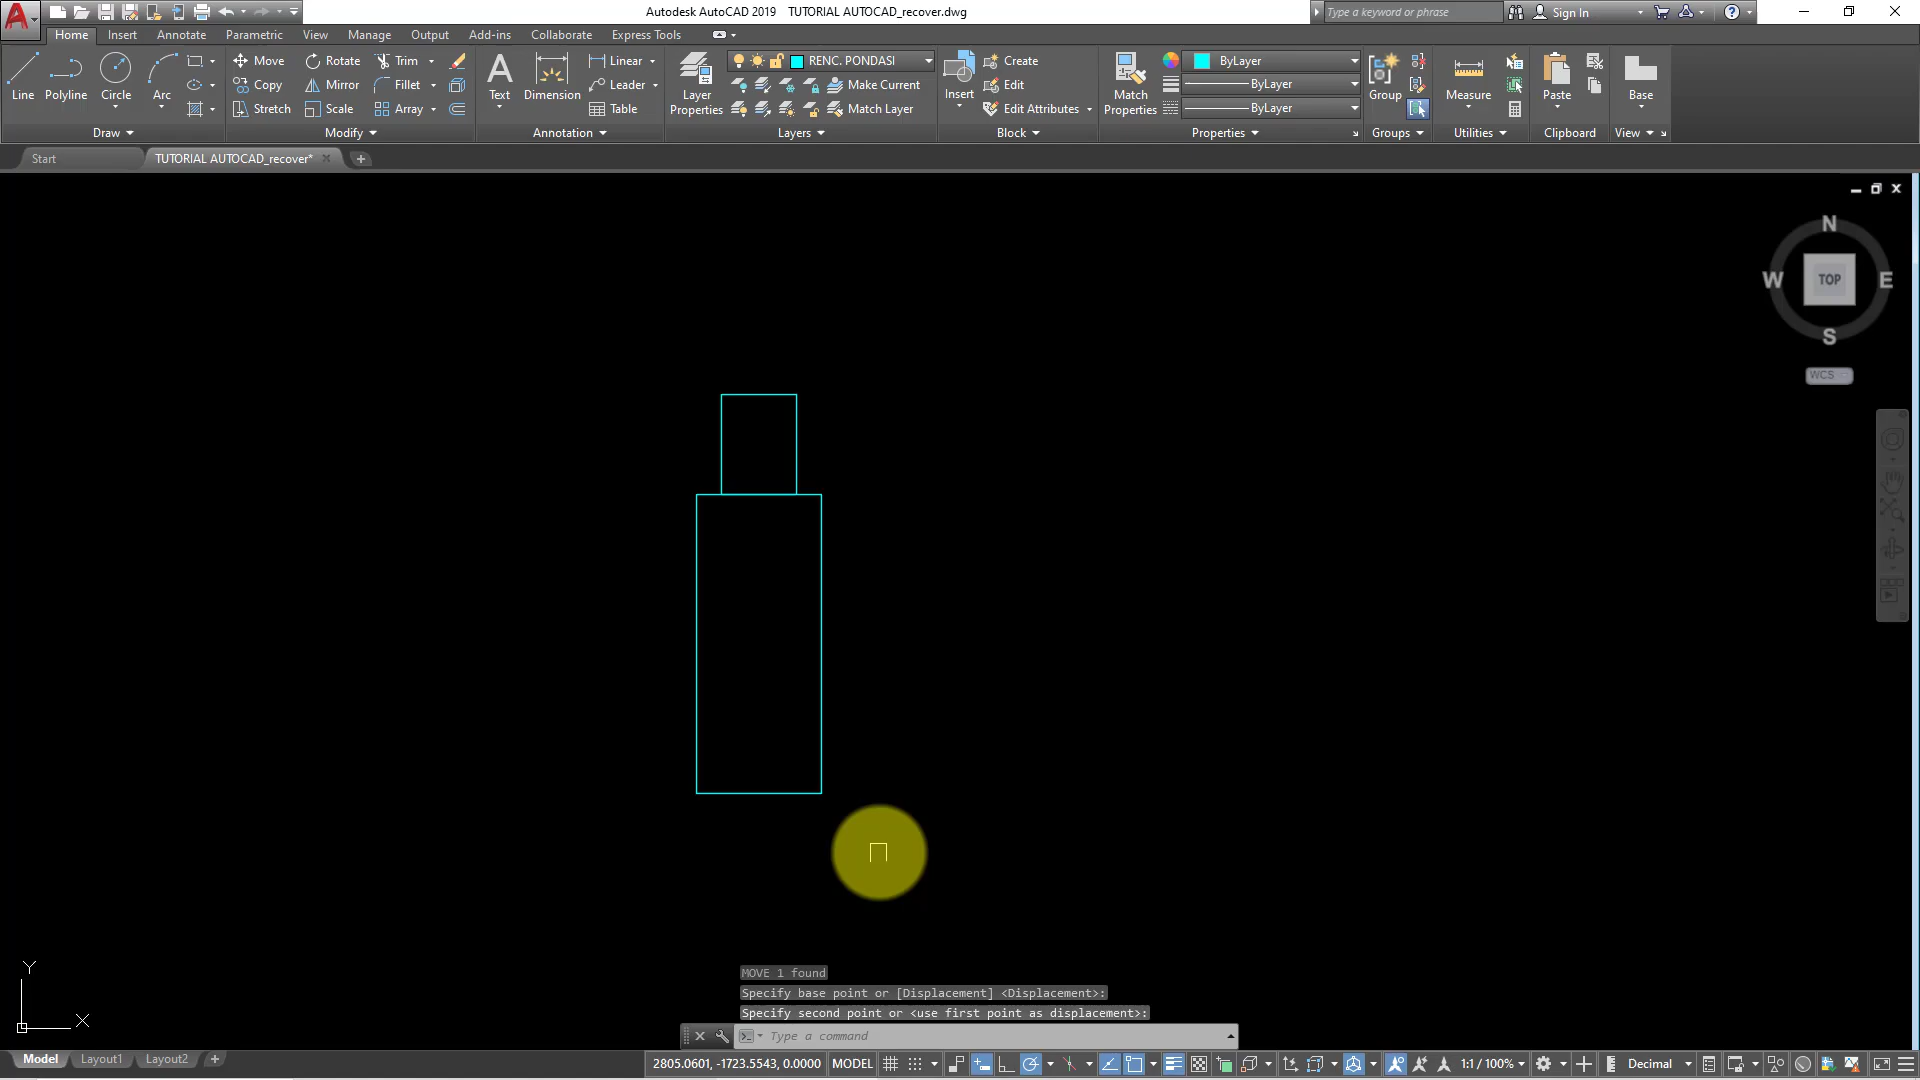 Autodesk AutoCAD 2019 TUTORIAL AUTOCAD_recover.dwg
Type a keyword or phrase
Sign In
Home Insert Annotate Parametric View Manage Output Add-ins Collaborate Express Tools
Line Polyline Circle Arc
Move Rotate Trim
Copy Mirror Fillet
Stretch Scale Array
Text Dimension
Linear
Leader
Table
Layer Properties
RENC. PONDASI
Make Current
Match Layer
Insert
Create
Edit
Edit Attributes
Match Properties
ByLayer
ByLayer
ByLayer
Group
Measure
Paste
Base
Draw Modify Annotation Layers Block Properties Groups Utilities Clipboard View
Start TUTORIAL AUTOCAD_recover*
N
W TOP E
S
WCS
MOVE 1 found
Specify base point or [Displacement] <Displacement>:
Specify second point or <use first point as displacement>:
Type a command
Y
X
Model Layout1 Layout2
2805.0601, -1723.5543, 0.0000 MODEL 1:1 / 100% Decimal